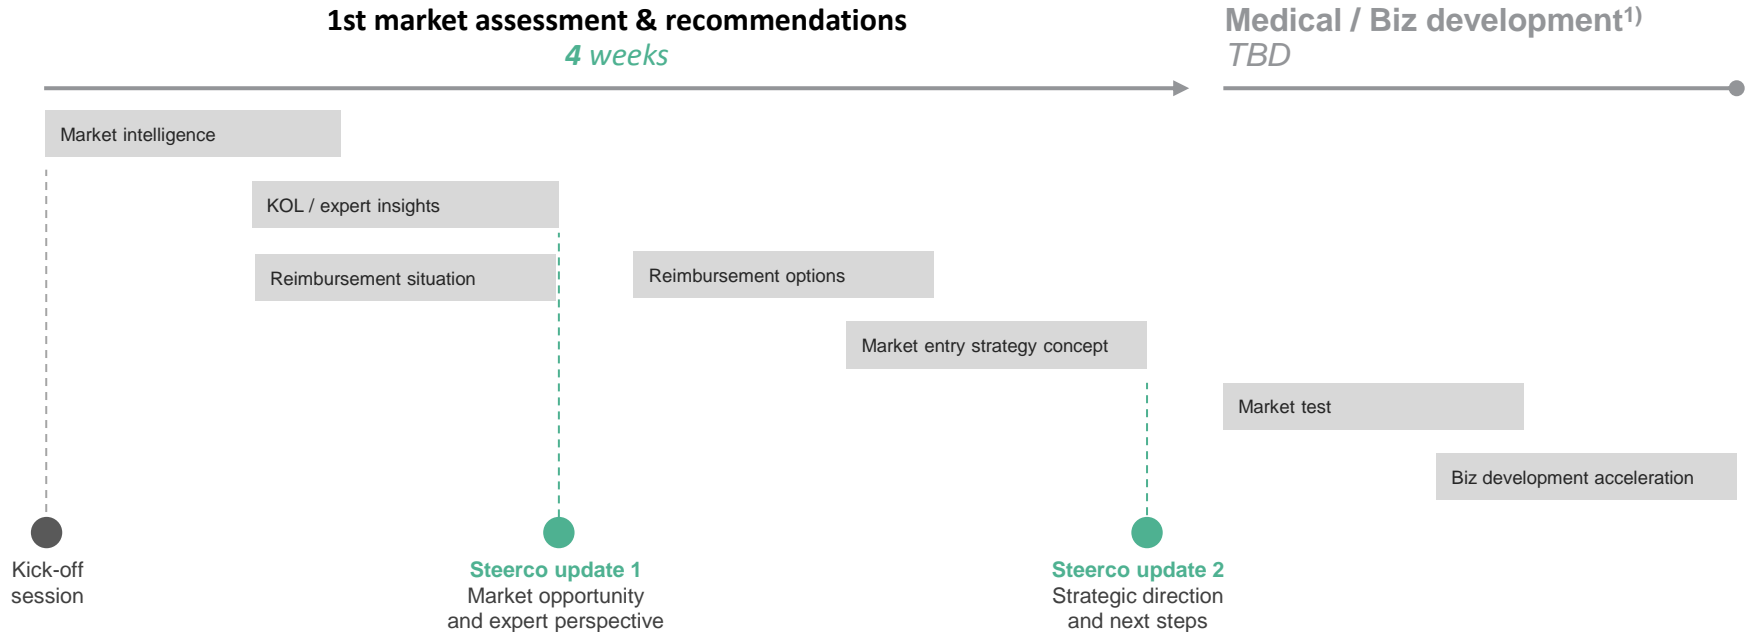 1st market assessment & recommendations
4 weeks
Medical / Biz development1)
TBD
Market intelligence
KOL / expert insights
Reimbursement situation
Reimbursement options
Market entry strategy concept
Market test
Biz development acceleration
Kick-off
session
Steerco update 1
Market opportunity
and expert perspective
Steerco update 2
Strategic direction
and next steps